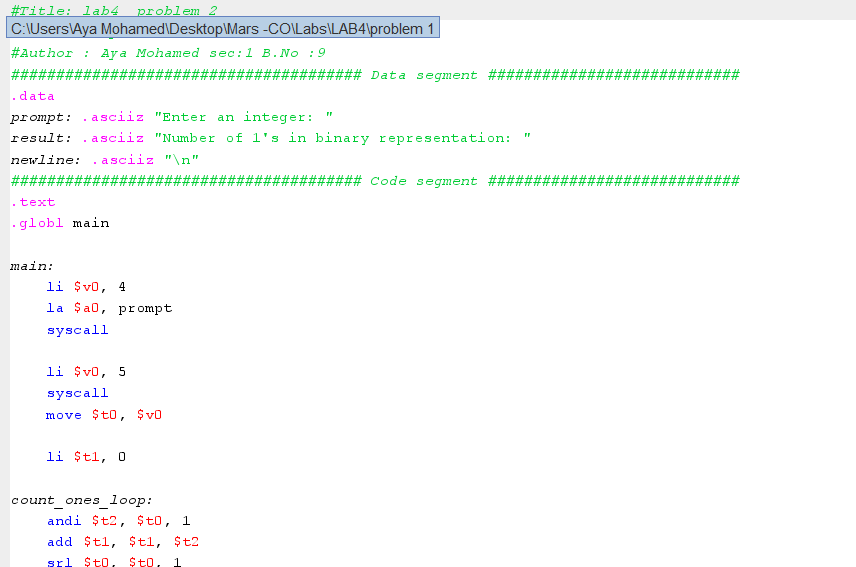 #Title: lab4 problem 2
C:\Users\Aya Mohamed\Desktop\Mars -CO\Labs\LAB4\problem 1
#Author : Aya Mohamed sec:1 B.No :9
####################################### Data segment ############################
.data
prompt: .asciiz "Enter an integer: "
result: .asciiz "Number of 1's in binary representation: "
newline: .asciiz "\n"
####################################### Code segment ############################
.text
.globl main
main:
li $v0, 4
la $a0, prompt
syscall
li $v0, 5
syscall
move $t0, $v0
li $t1, 0
count_ones_loop:
andi $t2, $t0, 1
add $t1, $t1, $t2
srl $t0, $t0, 1